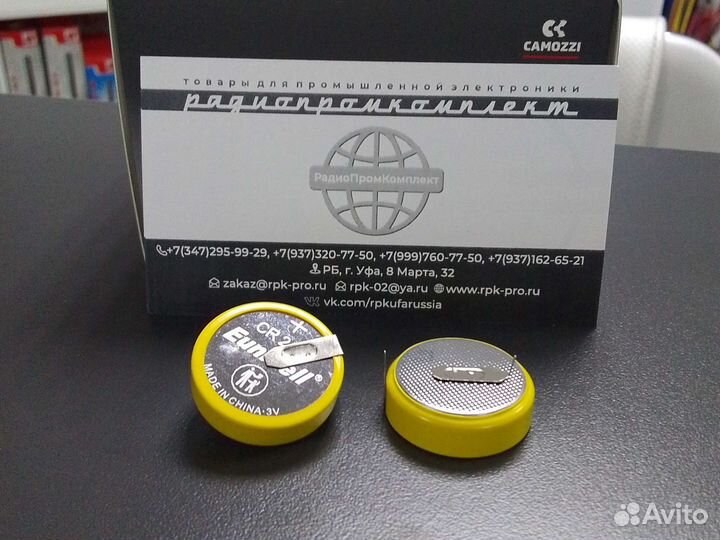 CAMOZZI
товары для промышленной электроники
радиопромкомплект
РадиоПромКомплект
+7(347)295-99-29, +7(937)320-77-50, +7(999)760-77-50, +7(937)162-65-21
РБ, г. Уфа, 8 Марта, 32
zakaz@rpk-pro.ru rpk-02@ya.ru www.rpk-pro.ru
vk.com/rpkufarussia
+
CR 2
MADE IN CHINA·3V
Avito